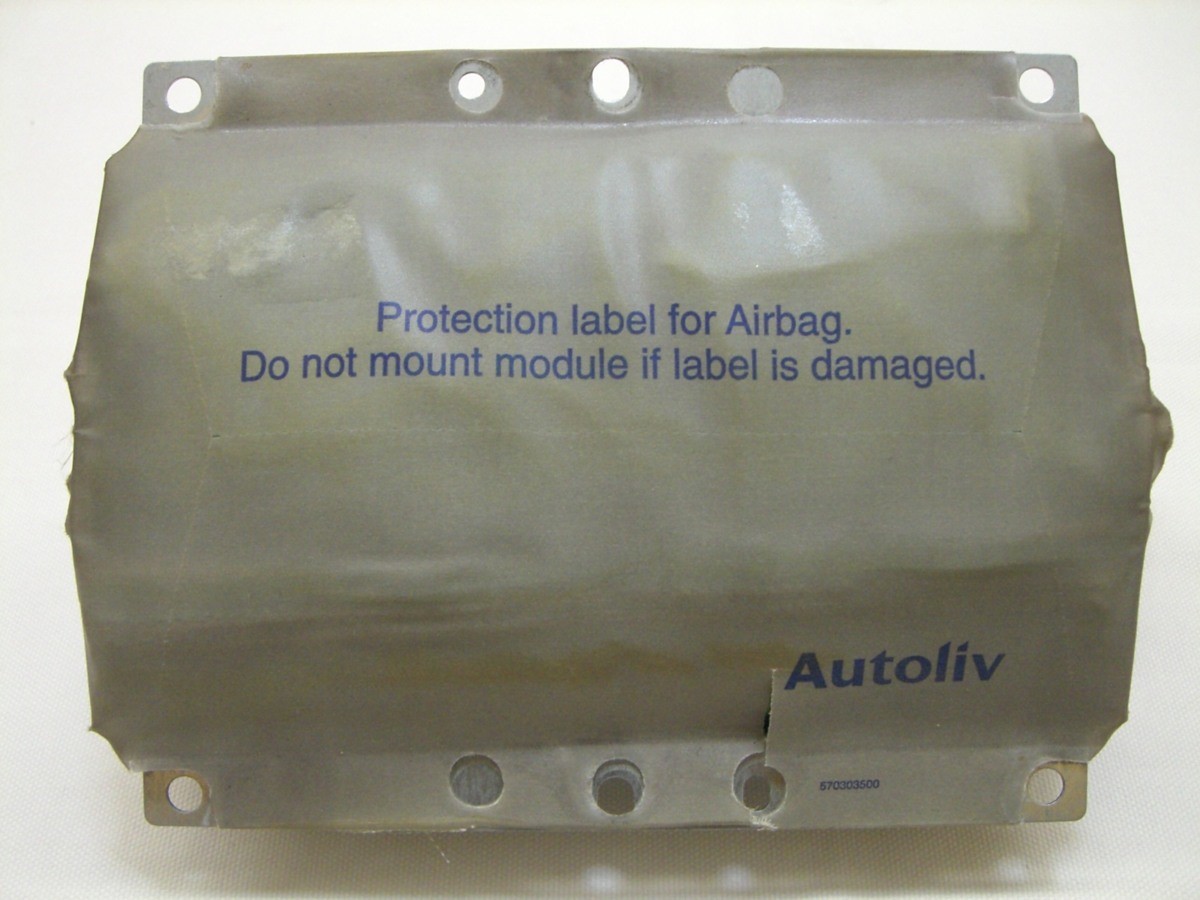 Protection label for Airbag.
Do not mount module if label is damaged.
Autoliv
570303500